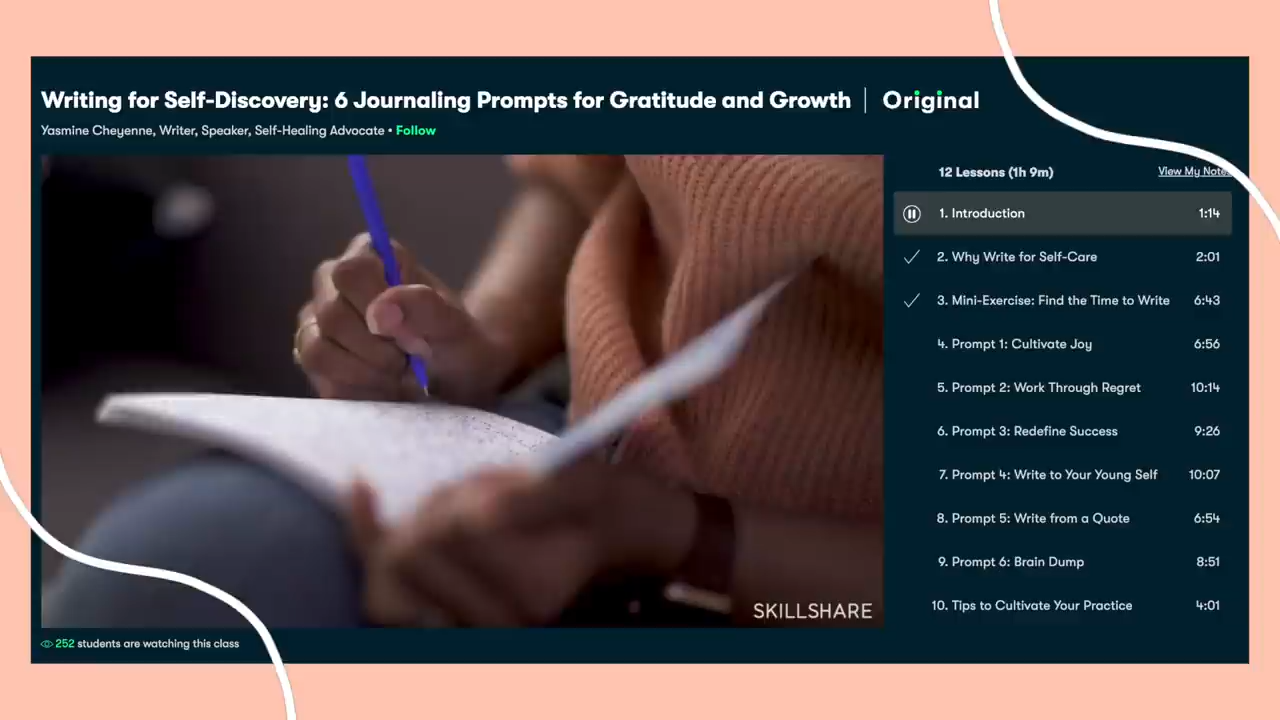 Writing for Self-Discovery: 6 Journaling Prompts for Gratitude and Growth | Original
Yasmine Cheyenne, Writer, Speaker, Self-Healing Advocate • Follow
12 Lessons (1h 9m) View My Notes
1. Introduction 1:14
2. Why Write for Self-Care 2:01
3. Mini-Exercise: Find the Time to Write 6:43
4. Prompt 1: Cultivate Joy 6:56
5. Prompt 2: Work Through Regret 10:14
6. Prompt 3: Redefine Success 9:26
7. Prompt 4: Write to Your Young Self 10:07
8. Prompt 5: Write from a Quote 6:54
9. Prompt 6: Brain Dump 8:51
10. Tips to Cultivate Your Practice 4:01
SKILLSHARE
252 students are watching this class